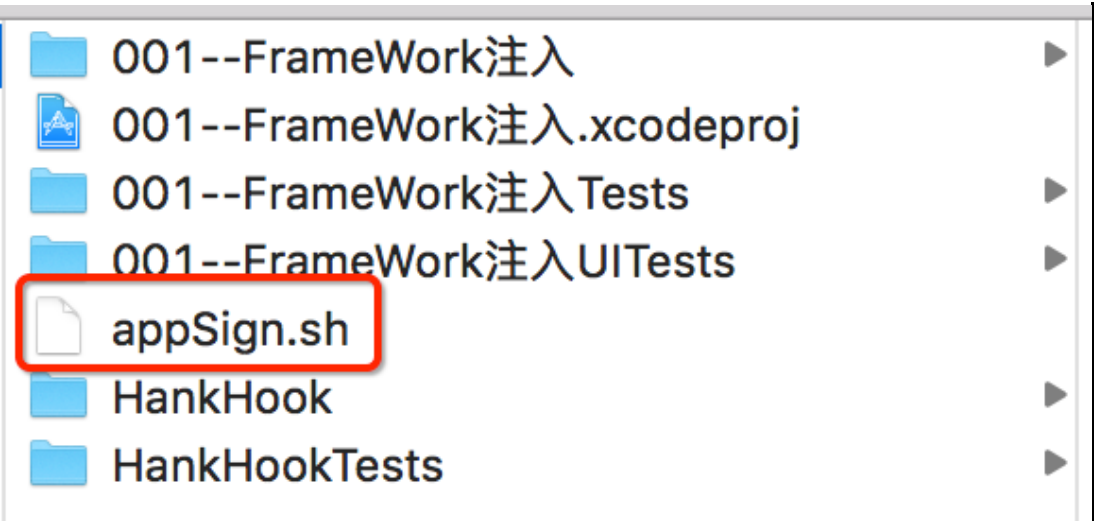 001--FrameWork注入
001--FrameWork注入.xcodeproj
001--FrameWork注入Tests
001--FrameWork注入UITests
appSign.sh
HankHook
HankHookTests